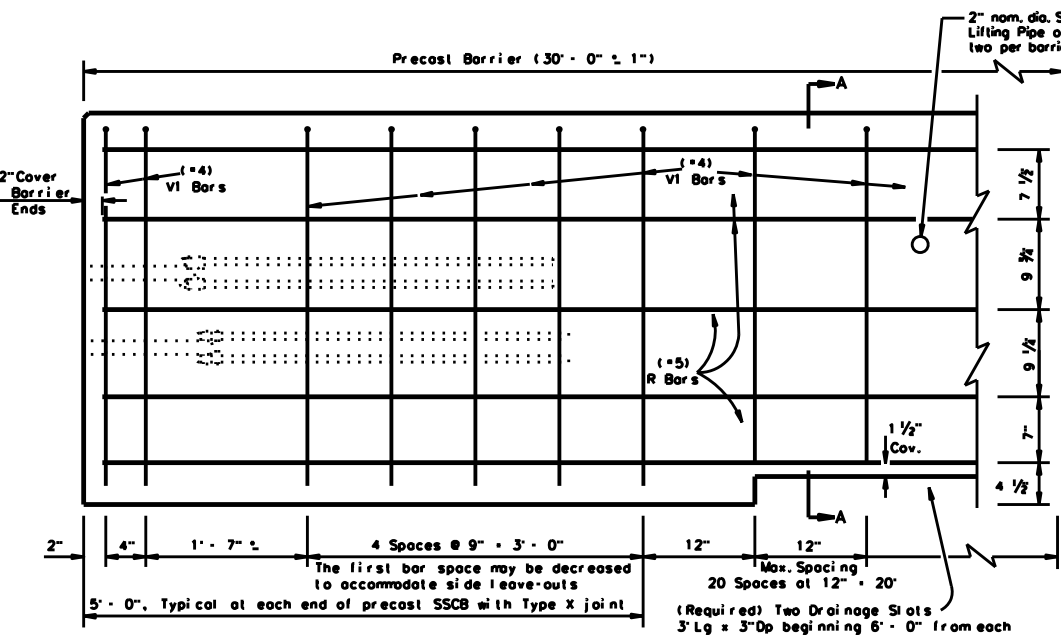 2" nom. dia. S
Lifting Pipe o
two per barri
Precast Barrier (30' - 0" ± 1")
A
2" Cover
Barrier
Ends
(#4)
V1 Bars
(#4)
V1 Bars
7 1/2"
9 3/4"
9 1/4"
7"
4 1/2"
(#5)
R Bars
1 1/2"
Cov.
A
2"
4"
1' - 7" ±
4 Spaces @ 9" = 3' - 0"
12"
12"
The first bar space may be decreased
to accommodate side leave-outs
Max. Spacing
20 Spaces at 12" = 20'
5' - 0", Typical at each end of precast SSCB with Type X joint
(Required) Two Drainage Slots
3' Lg x 3" Dp beginning 6' - 0" from each